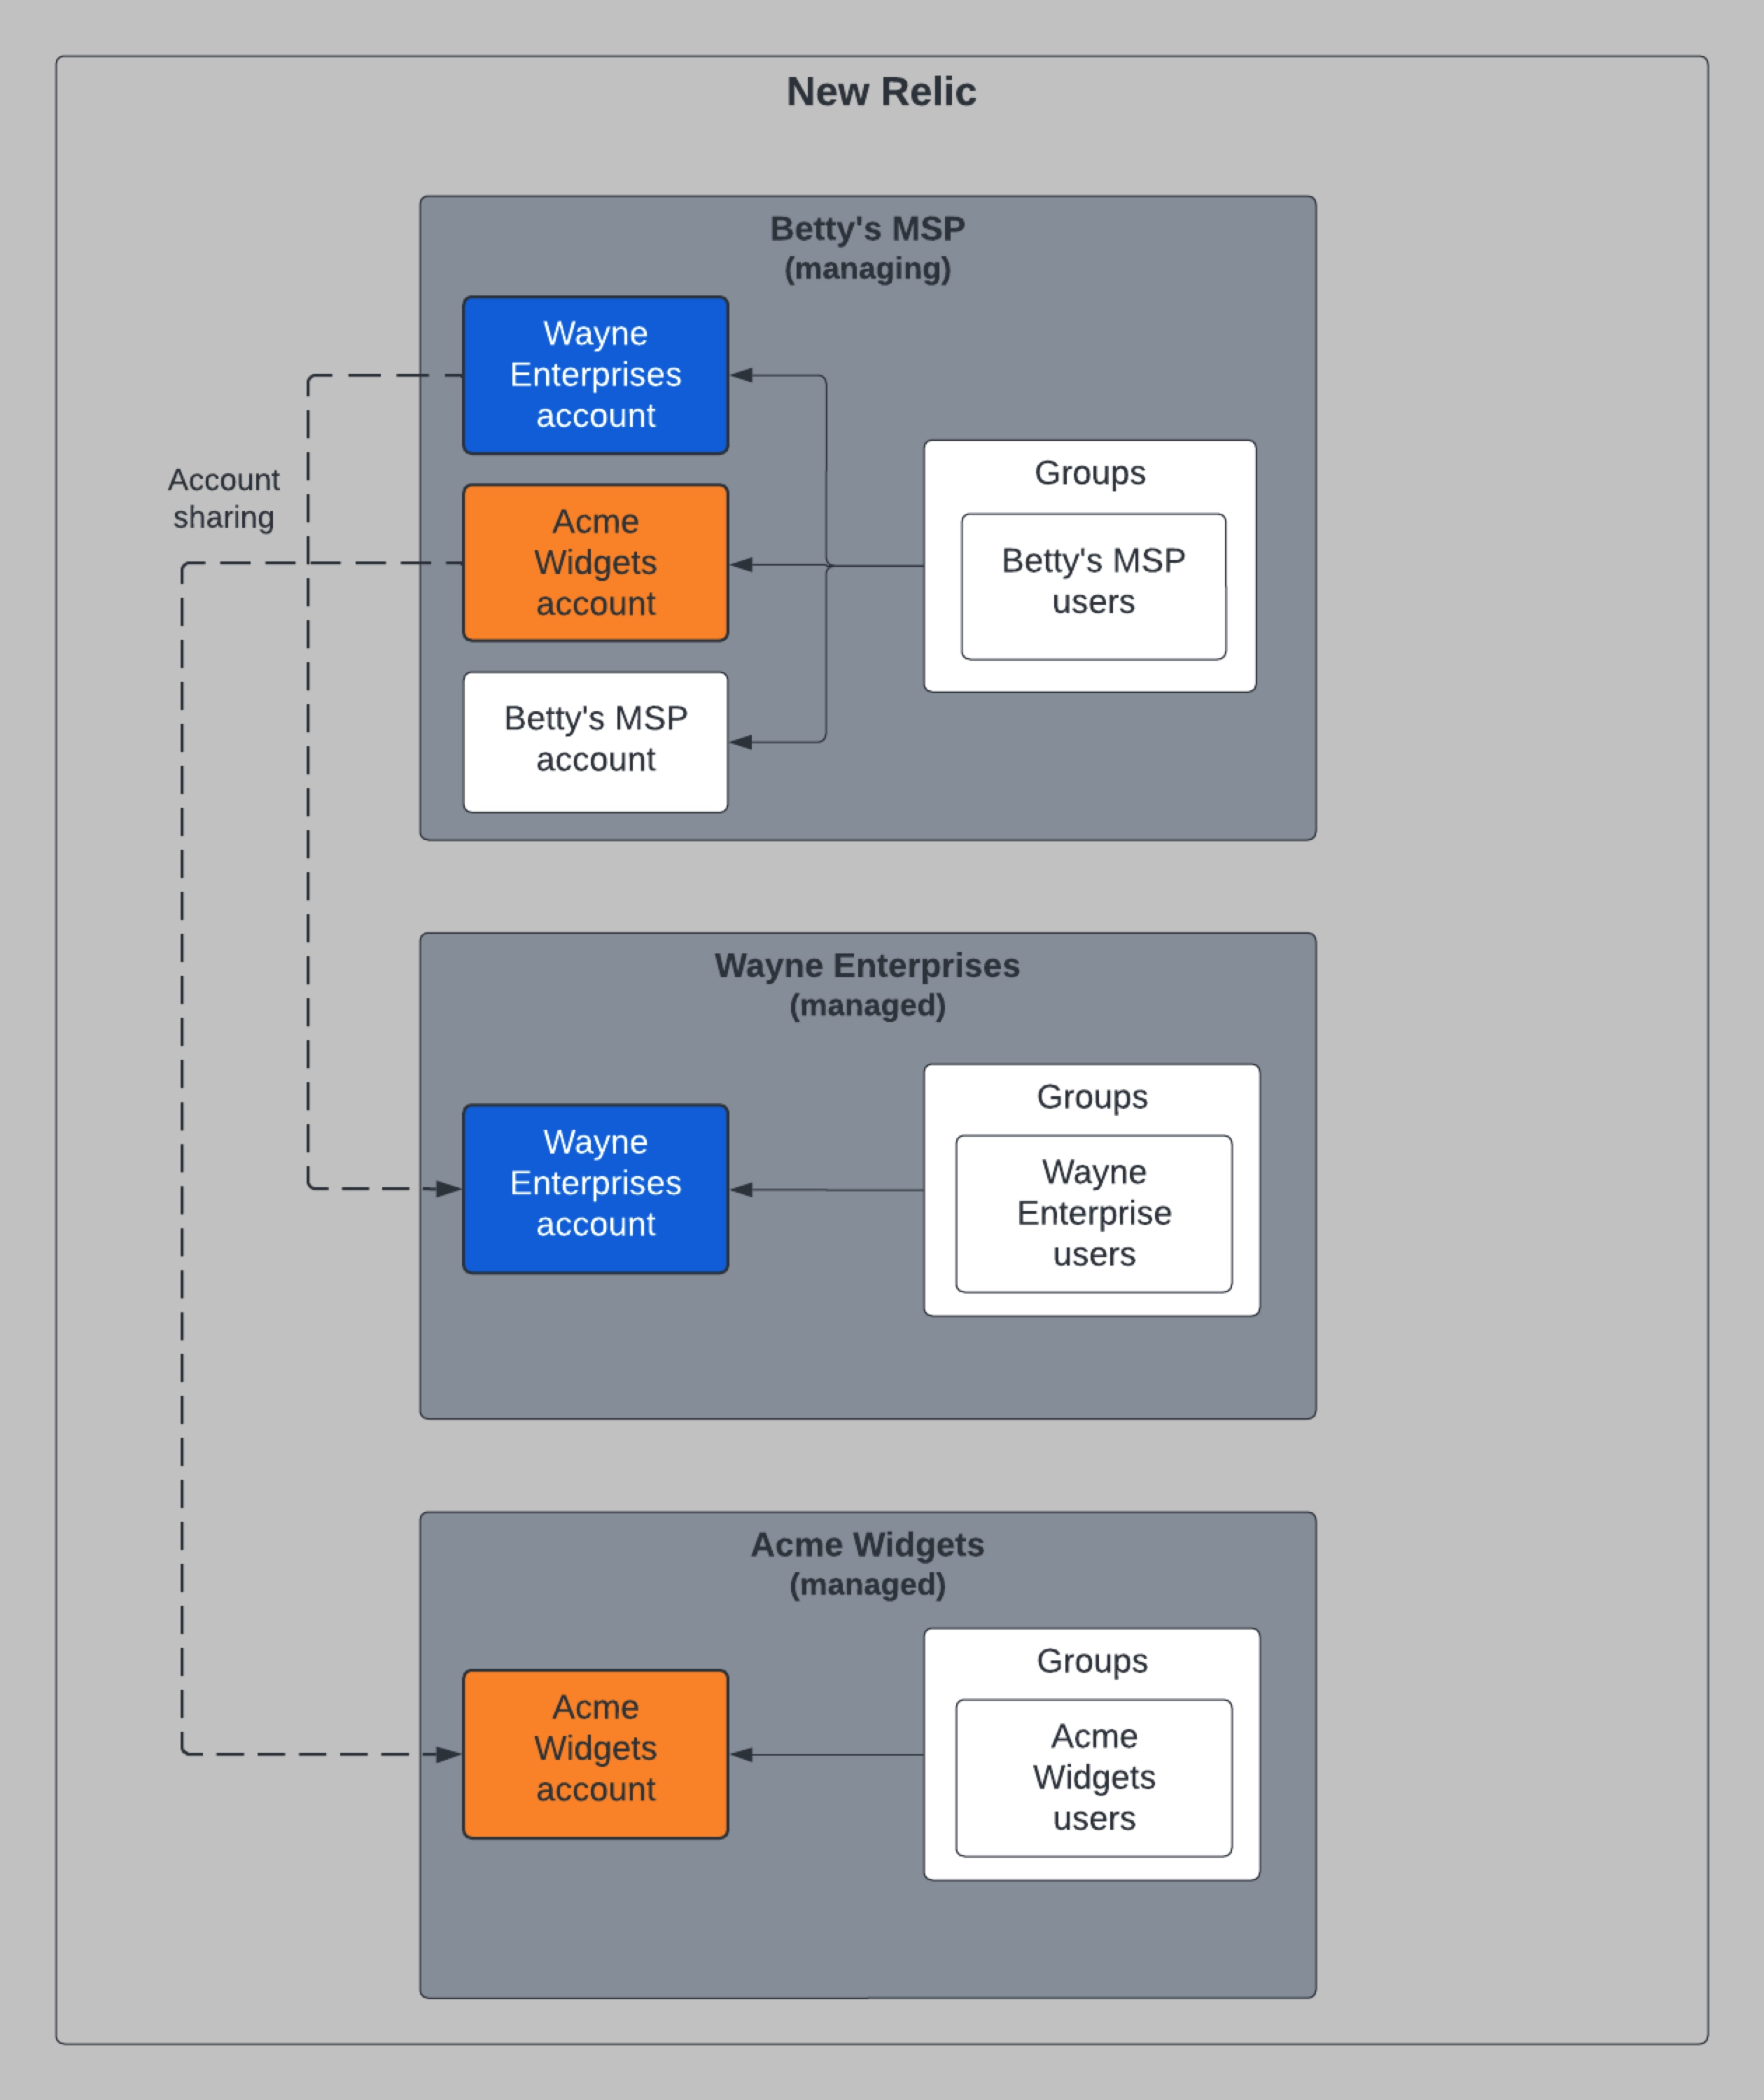 New Relic
Betty's MSP
(managing)
Wayne
Enterprises
account
Account
sharing
Acme
Widgets
account
Groups
Betty's MSP
users
Betty's MSP
account
Wayne Enterprises
(managed)
Wayne
Enterprises
account
Groups
Wayne
Enterprise
users
Acme Widgets
(managed)
Acme
Widgets
account
Groups
Acme
Widgets
users